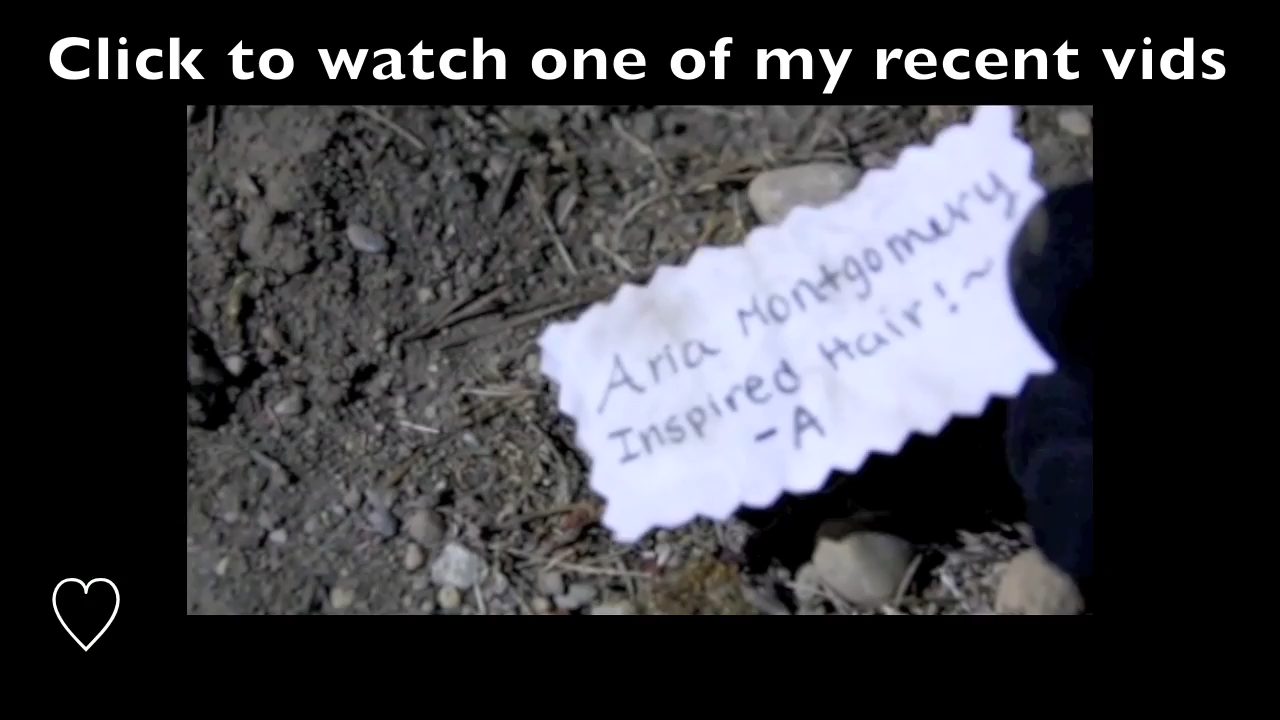 Click to watch one of my recent vids
Aria Montgomery
Inspired Hair!~
-A